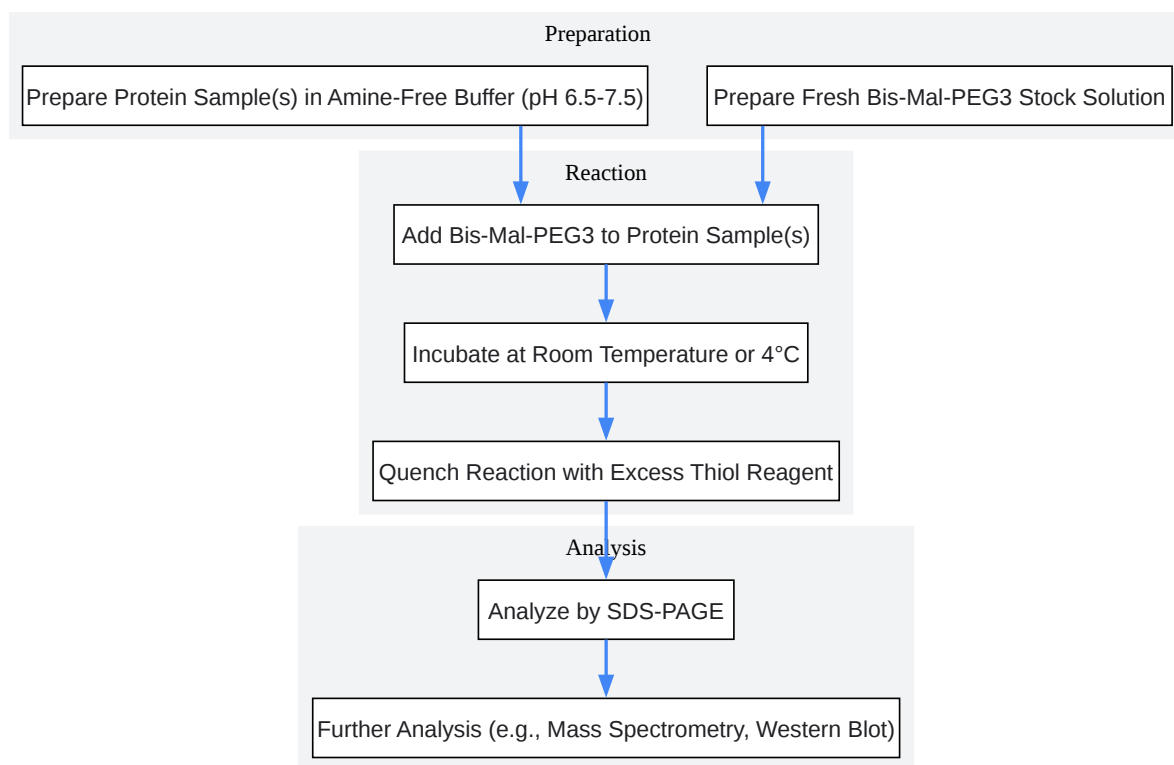 Preparation
Prepare Protein Sample(s) in Amine-Free Buffer (pH 6.5-7.5)
Prepare Fresh Bis-Mal-PEG3 Stock Solution
Reaction
Add Bis-Mal-PEG3 to Protein Sample(s)
Incubate at Room Temperature or 4°C
Quench Reaction with Excess Thiol Reagent
Analysis
Analyze by SDS-PAGE
Further Analysis (e.g., Mass Spectrometry, Western Blot)